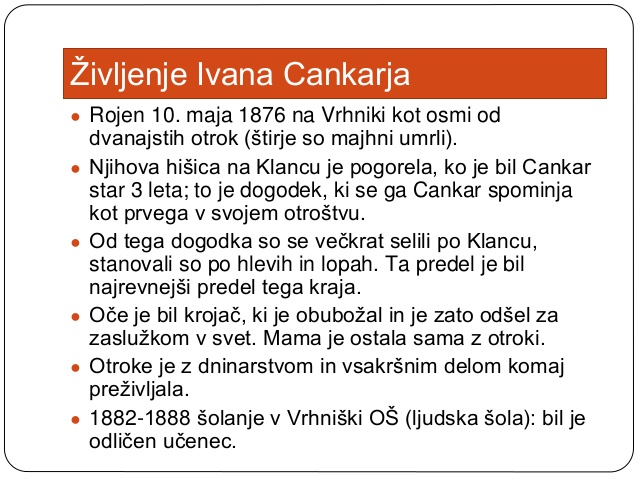 Življenje Ivana Cankarja
● Rojen 10. maja 1876 na Vrhniki kot osmi od
dvanajstih otrok (štirje so majhni umrli).
● Njihova hišica na Klancu je pogorela, ko je bil Cankar
star 3 leta; to je dogodek, ki se ga Cankar spominja
kot prvega v svojem otroštvu.
● Od tega dogodka so se večkrat selili po Klancu,
stanovali so po hlevih in lopah. Ta predel je bil
najrevnejši predel tega kraja.
● Oče je bil krojač, ki je obubožal in je zato odšel za
zaslužkom v svet. Mama je ostala sama z otroki.
● Otroke je z dninarstvom in vsakršnim delom komaj
preživljala.
● 1882-1888 šolanje v Vrhniški OŠ (ljudska šola): bil je
odličen učenec.